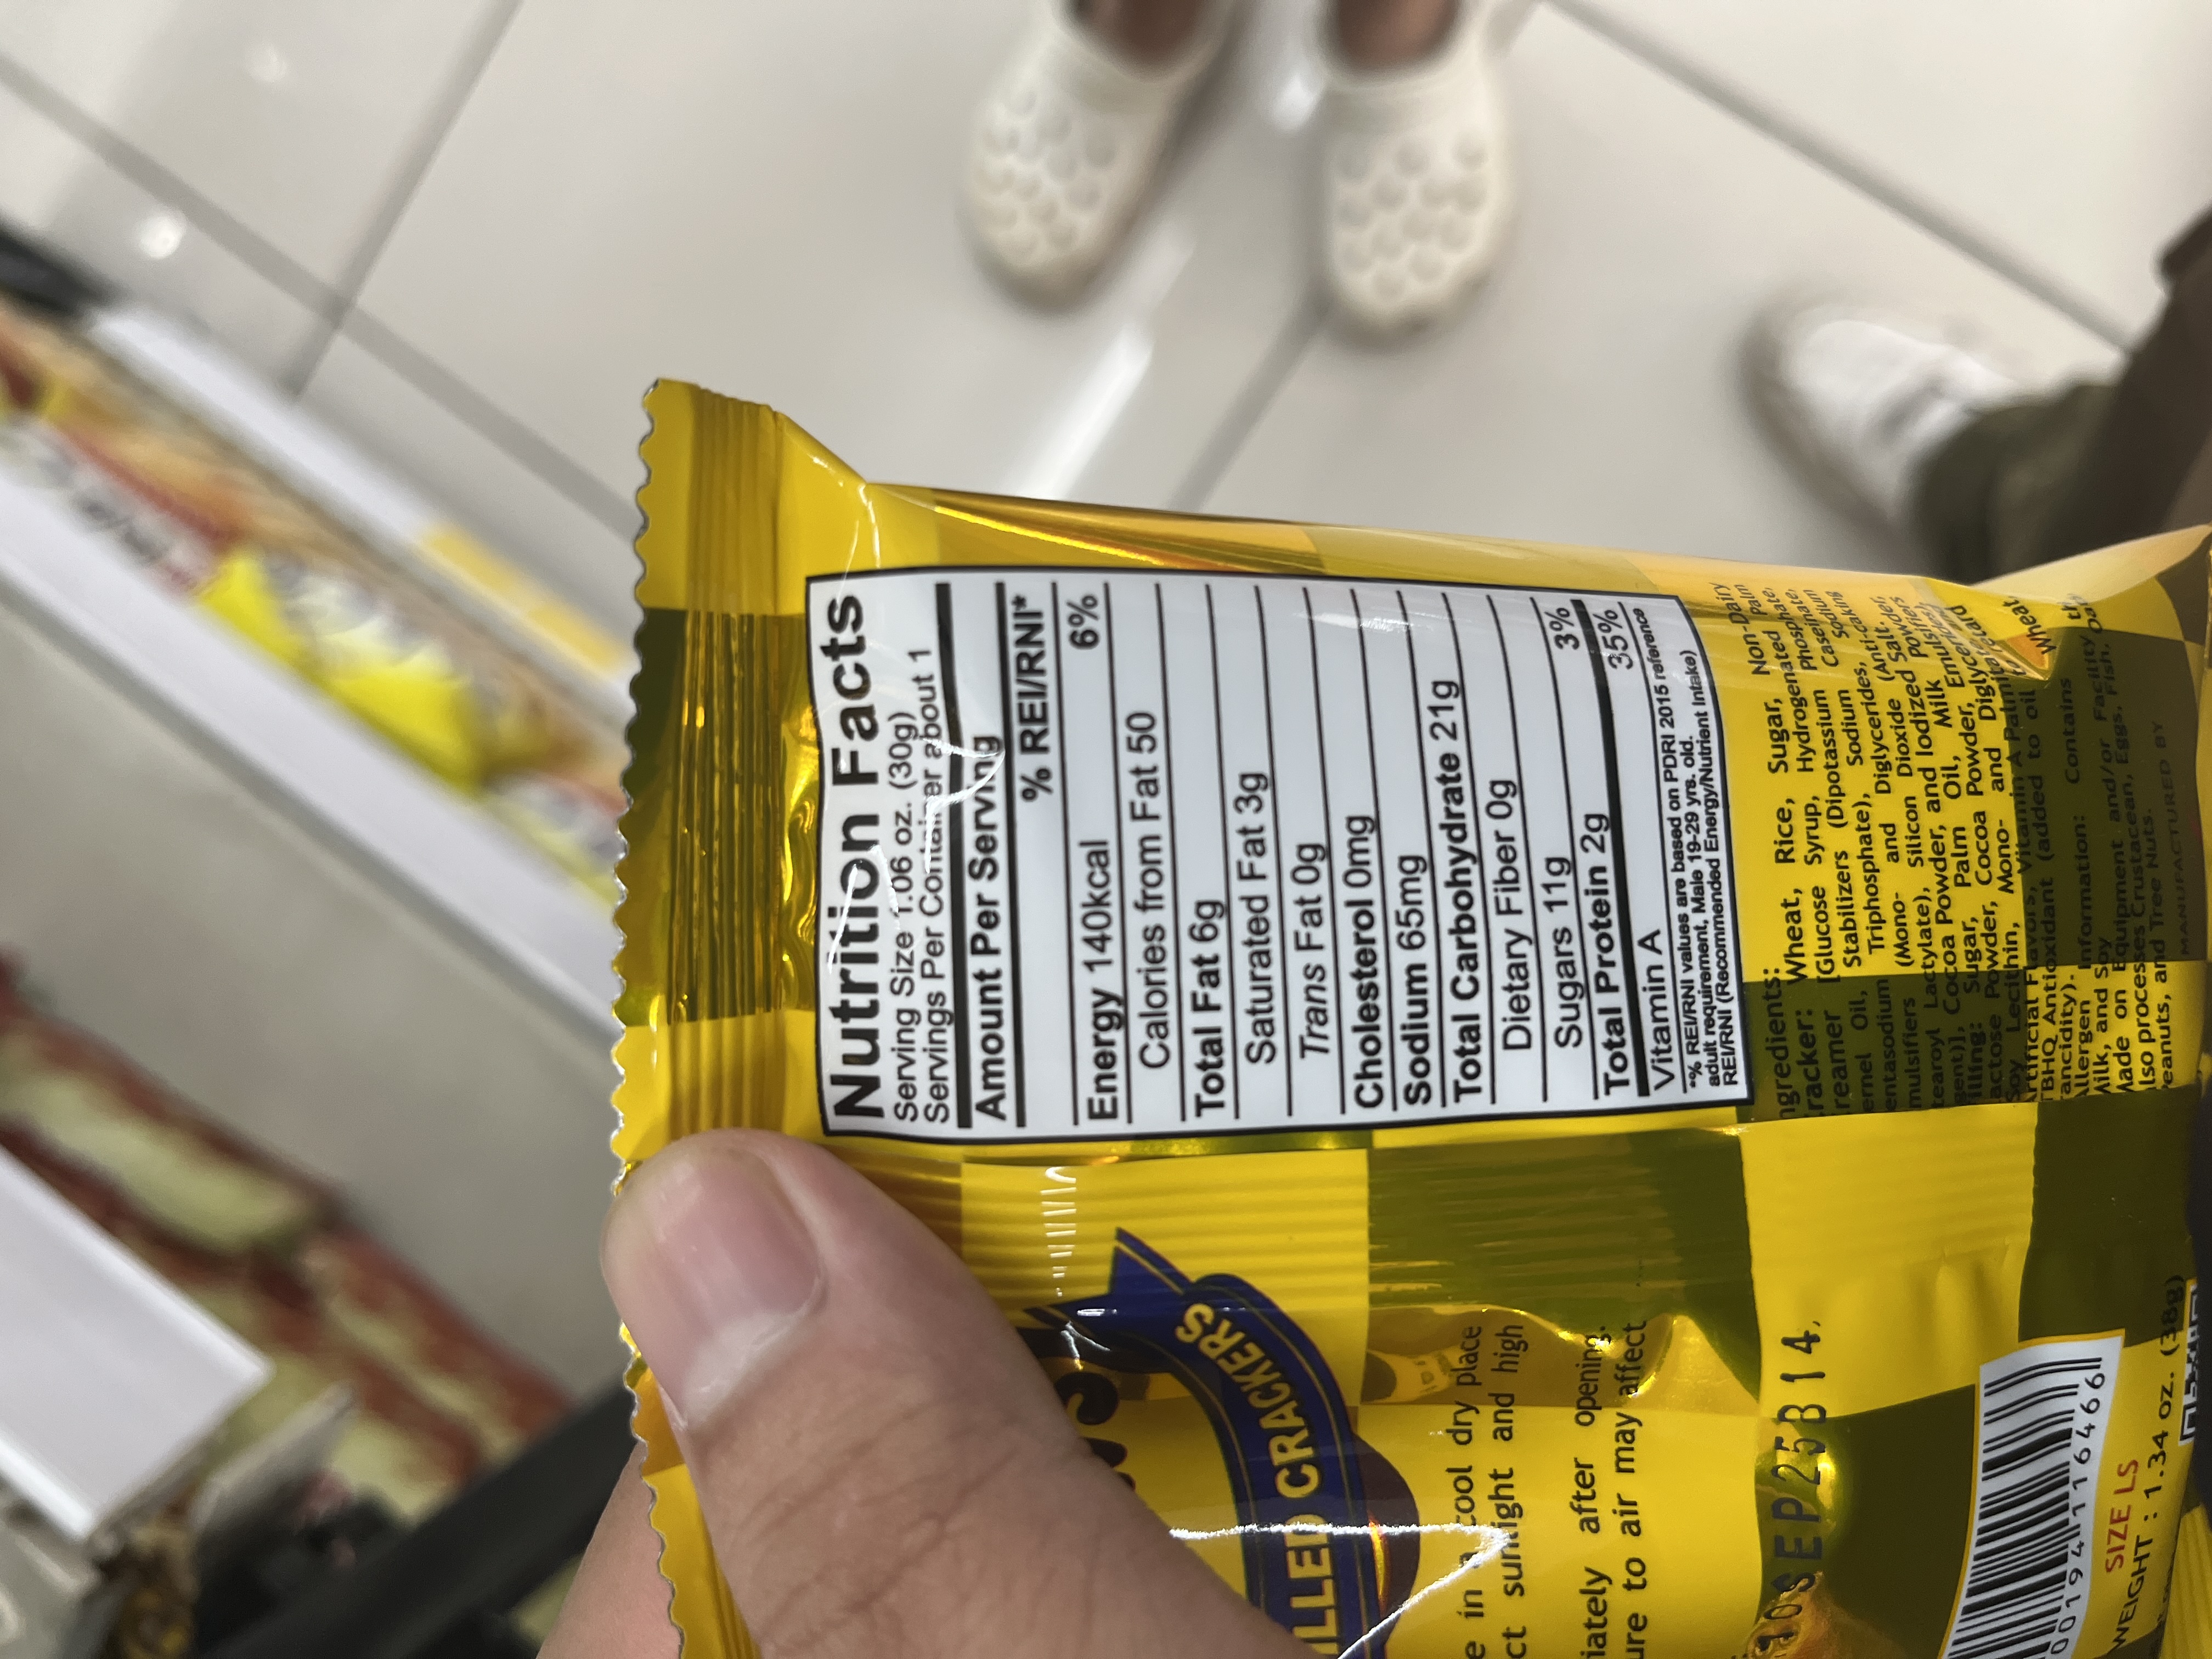 Nutrition Facts
Serving Size 1.06 oz. (30g)
Servings Per Container about 1
Amount Per Serving
% REI/RNI*
Energy 140kcal 6%
Calories from Fat 50
Total Fat 6g
Saturated Fat 3g
Trans Fat 0g
Cholesterol 0mg
Sodium 65mg
Total Carbohydrate 21g
Dietary Fiber 0g
Sugars 11g
Total Protein 2g 3%
Vitamin A 35%
*% REI/RNI values are based on PDRI 2015 reference
adult requirement, Male 19-29 yrs. old.
REI/RNI (Recommended Energy/Nutrient Intake)
ngredients:
racker: Wheat, Rice, Sugar, Non-Dairy
reamer [Glucose Syrup, Hydrogenated Palm
ernel Oil, Stabilizers (Dipotassium Phosphate,
entasodium Triphosphate), Sodium Caseinate,
mulsifiers (Mono- and Diglycerides, Sodium
tearoyl Lactylate), Silicon Dioxide (Anti-caking
gent)], Cocoa Powder, and Iodized Salt.
illing: Sugar, Palm Oil, Milk Powder,
actose Powder, Cocoa Powder, Emulsifiers
Soy Lecithin, Mono- and Diglycerides),
Artificial Flavors, Vitamin A Palmitate and
TBHQ Antioxidant (added to oil to retard
rancidity).
Allergen Information: Contains Wheat,
Milk, and Soy
Made on Equipment and/or Facility th
also processes Crustacean, Eggs, Fish, Oat
Peanuts, and Tree Nuts.
MANUFACTURED BY
ILLED CRACKERS
e in a cool dry place
ct sunlight and high
iately after opening.
ure to air may affect
10SEP25B14
00194116466
SIZE LS
WEIGHT : 1.34 oz. (38g)